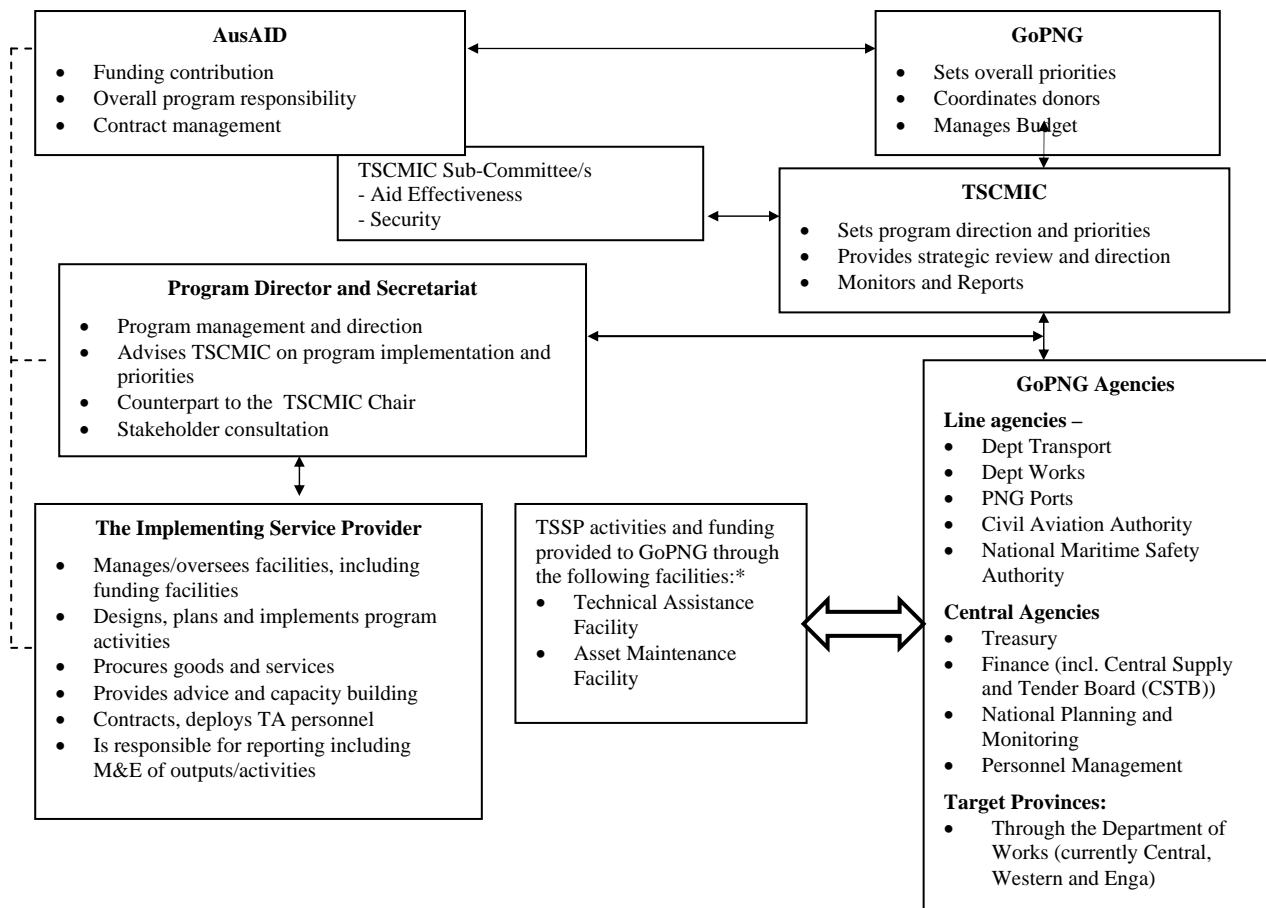 AusAID
• Funding contribution
• Overall program responsibility
• Contract management
GoPNG
• Sets overall priorities
• Coordinates donors
• Manages Budget
TSCMIC Sub-Committee/s
- Aid Effectiveness
- Security
TSCMIC
• Sets program direction and priorities
• Provides strategic review and direction
• Monitors and Reports
Program Director and Secretariat
• Program management and direction
• Advises TSCMIC on program implementation and
priorities
• Counterpart to the TSCMIC Chair
• Stakeholder consultation
The Implementing Service Provider
• Manages/oversees facilities, including
funding facilities
• Designs, plans and implements program
activities
• Procures goods and services
• Provides advice and capacity building
• Contracts, deploys TA personnel
• Is responsible for reporting including
M&E of outputs/activities
TSSP activities and funding
provided to GoPNG through
the following facilities:*
• Technical Assistance
Facility
• Asset Maintenance
Facility
GoPNG Agencies
Line agencies –
• Dept Transport
• Dept Works
• PNG Ports
• Civil Aviation Authority
• National Maritime Safety
Authority
Central Agencies
• Treasury
• Finance (incl. Central Supply
and Tender Board (CSTB))
• National Planning and
Monitoring
• Personnel Management
Target Provinces:
• Through the Department of
Works (currently Central,
Western and Enga)